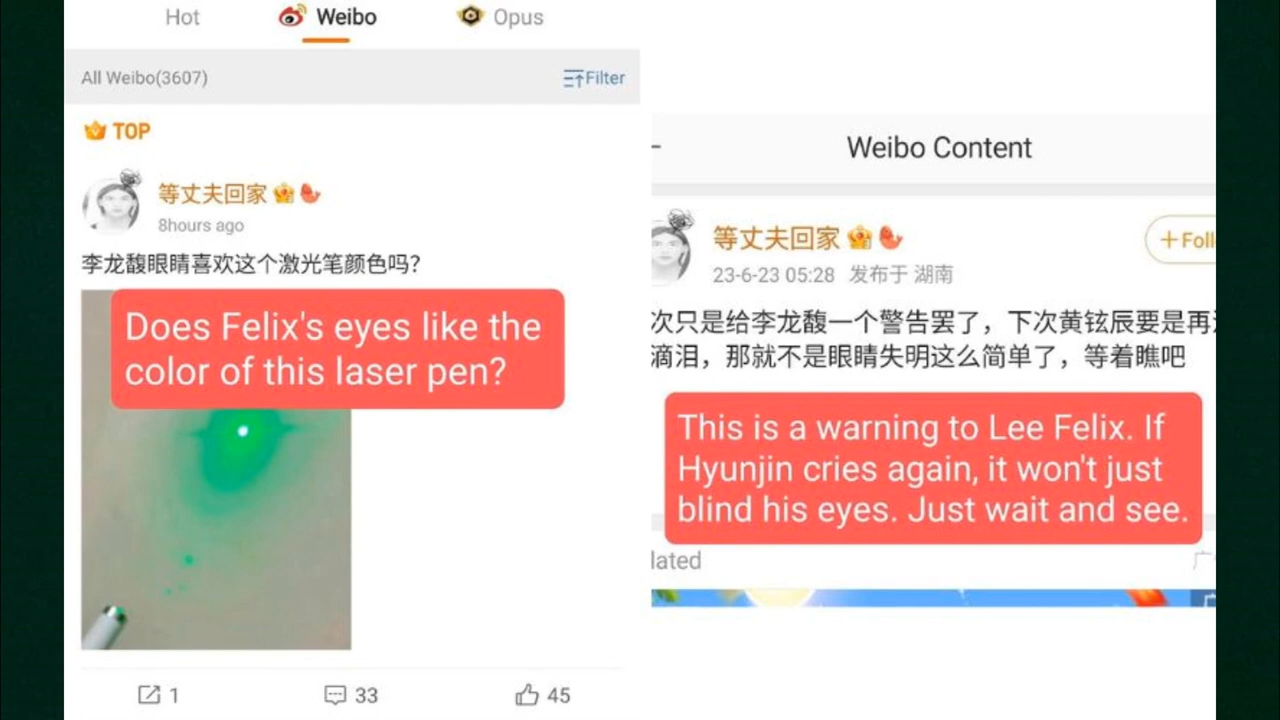 Hot
Weibo
Opus
All Weibo(3607)
Filter
TOP
等丈夫回家
8hours ago
李龙馥眼睛喜欢这个激光笔颜色吗?
Does Felix's eyes like the
color of this laser pen?
1
33
45
Weibo Content
等丈夫回家
+Foll
23-6-23 05:28 发布于 湖南
次只是给李龙馥一个警告罢了，下次黄铉辰要是再
滴泪，那就不是眼睛失明这么简单了，等着瞧吧
This is a warning to Lee Felix. If
Hyunjin cries again, it won't just
blind his eyes. Just wait and see.
lated